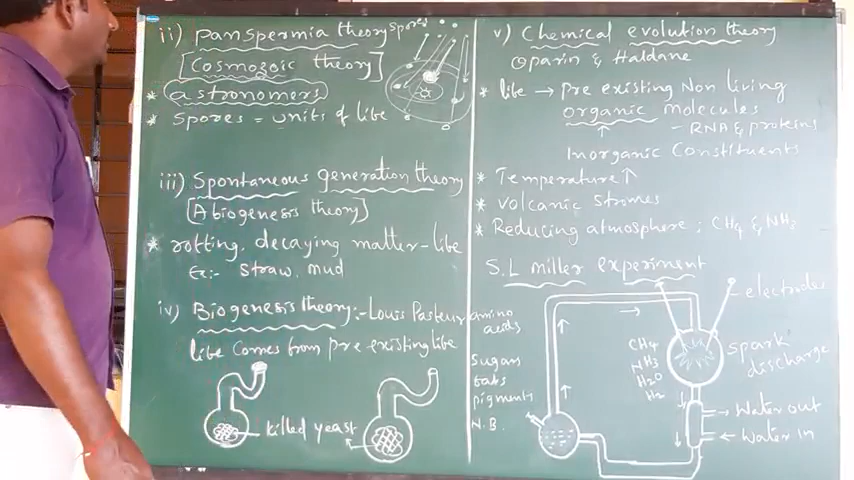 ii) panspermia theory
spores
[Cosmozoic theory]
* astronomers
* spores = units of life
iii) Spontaneous generation theory
[Abiogenesis theory]
* rotting, decaying matter - life
Ex:- straw, mud
iv) Biogenesis theory:- Louis Pasteur
life Comes from pre existing life
killed yeast
v) Chemical evolution theory
Oparin & Haldane
* life → pre existing Non living
organic molecules
- RNA & proteins
Inorganic Constituents
* Temperature ↑
* volcanic stromes
* Reducing atmosphere ; CH4 & NH3
S.L miller experiment
amino
acids
Sugars
fats
pigments
N.B.
electrodes
CH4
NH3
H2O
H2
Spark
discharge
→ Water out
← Water in